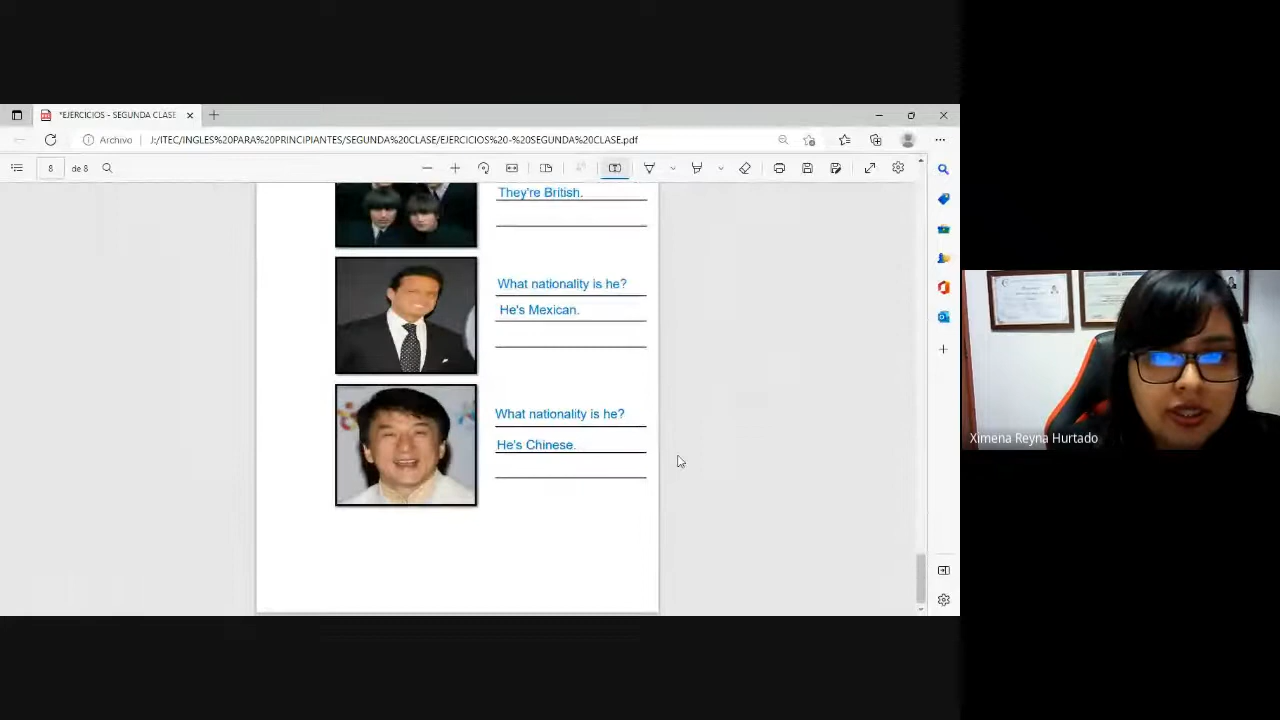 *EJERCICIOS - SEGUNDA CLASE
Archivo
J:/ITEC/INGLES%20PARA%20PRINCIPIANTES/SEGUNDA%20CLASE/EJERCICIOS%20-%20SEGUNDA%20CLASE.pdf
8 de 8
They're British.
What nationality is he?
He's Mexican.
What nationality is he?
He's Chinese.
Ximena Reyna Hurtado